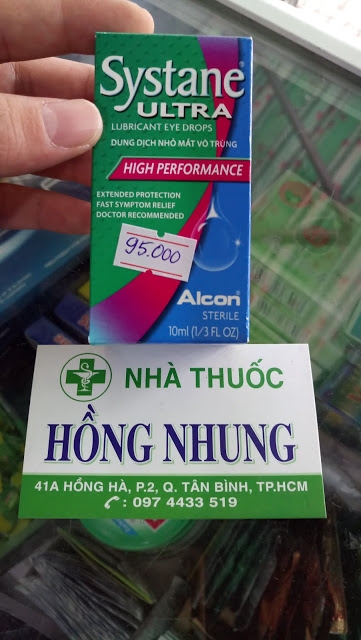 Systane®
ULTRA
LUBRICANT EYE DROPS
DUNG DỊCH NHỎ MẮT VÔ TRÙNG
HIGH PERFORMANCE
EXTENDED PROTECTION
FAST SYMPTOM RELIEF
DOCTOR RECOMMENDED
95.000
Alcon®
STERILE
10ml (1/3 FL OZ)
NHÀ THUỐC
HỒNG NHUNG
41A HỒNG HÀ, P.2, Q. TÂN BÌNH, TP.HCM
: 097 4433 519